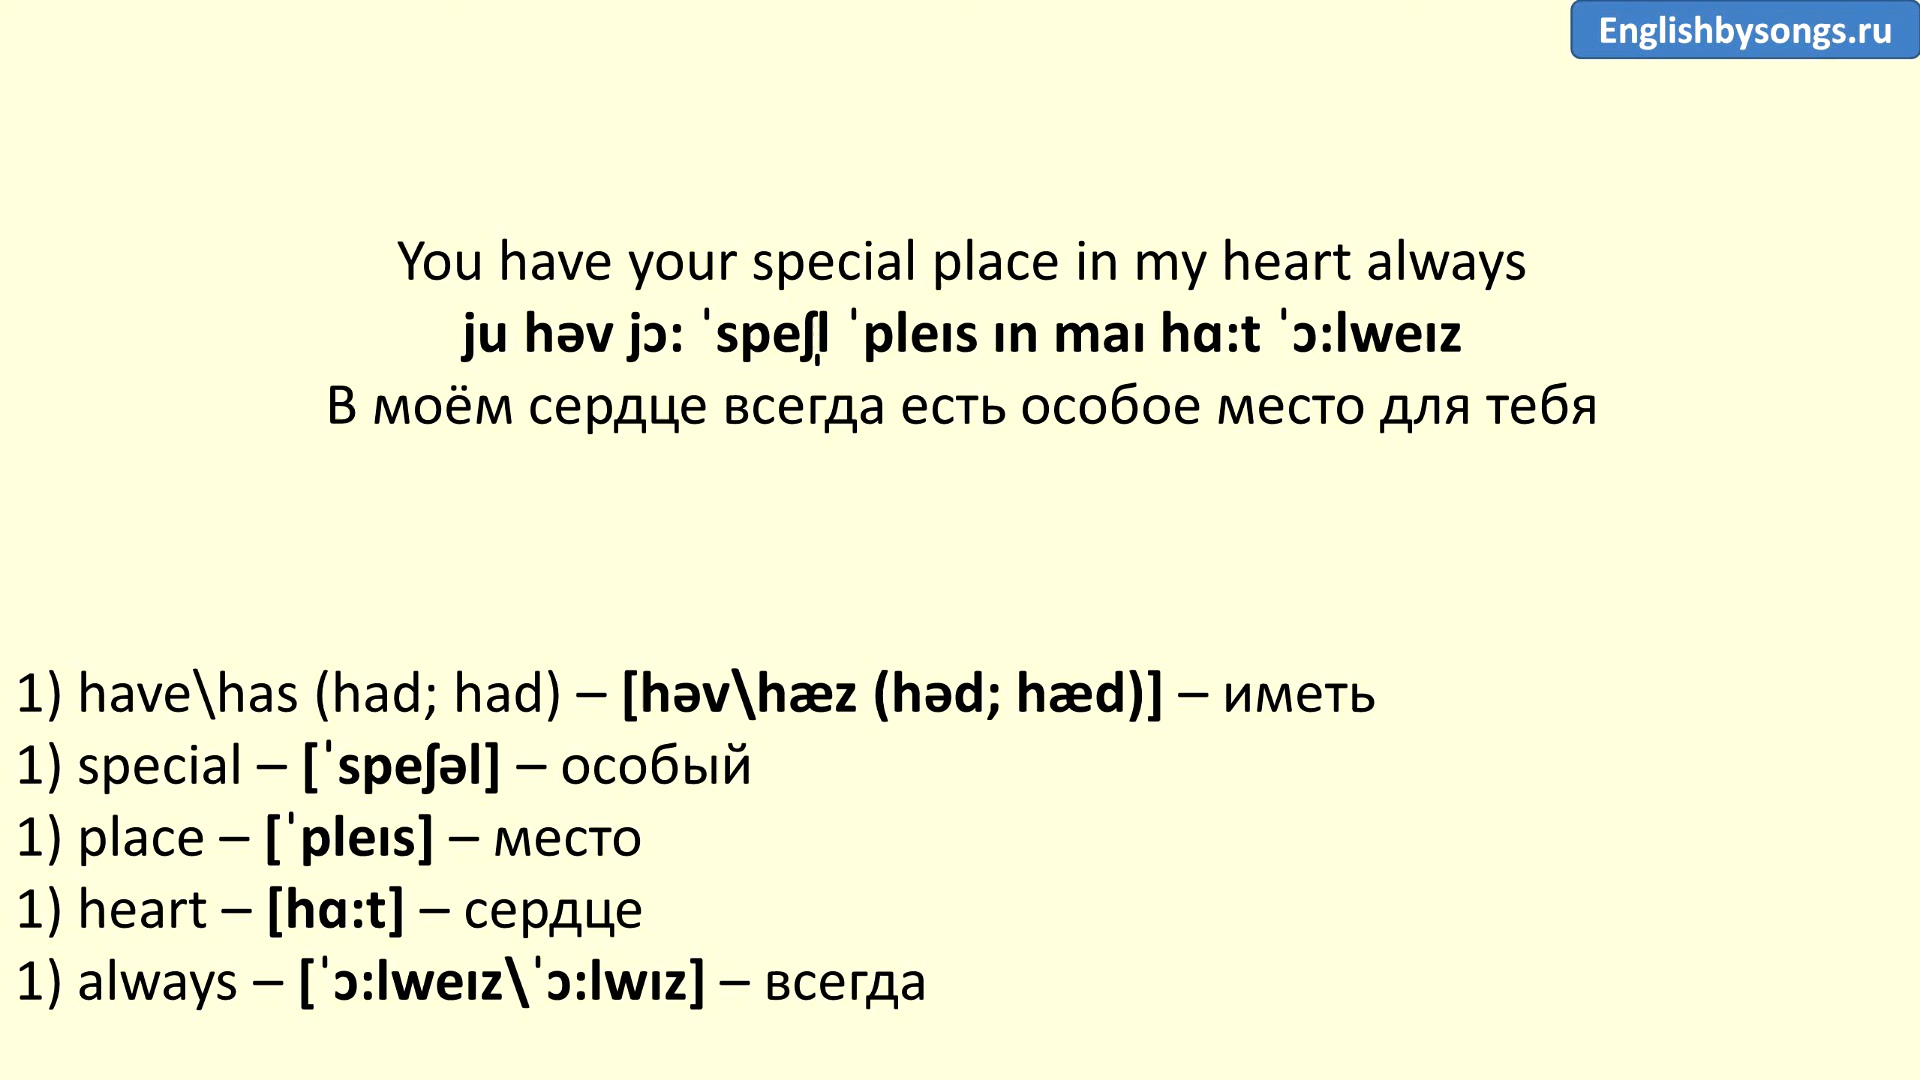 Englishbysongs.ru
You have your special place in my heart always
ju həv jɔ: ˈspeʃl̩ ˈpleɪs ɪn maɪ hɑ:t ˈɔ:lweɪz
В моём сердце всегда есть особое место для тебя
1) have\has (had; had) – [həv\hæz (həd; hæd)] – иметь
1) special – [ˈspeʃəl] – особый
1) place – [ˈpleɪs] – место
1) heart – [hɑ:t] – сердце
1) always – [ˈɔ:lweɪz\ˈɔ:lwɪz] – всегда